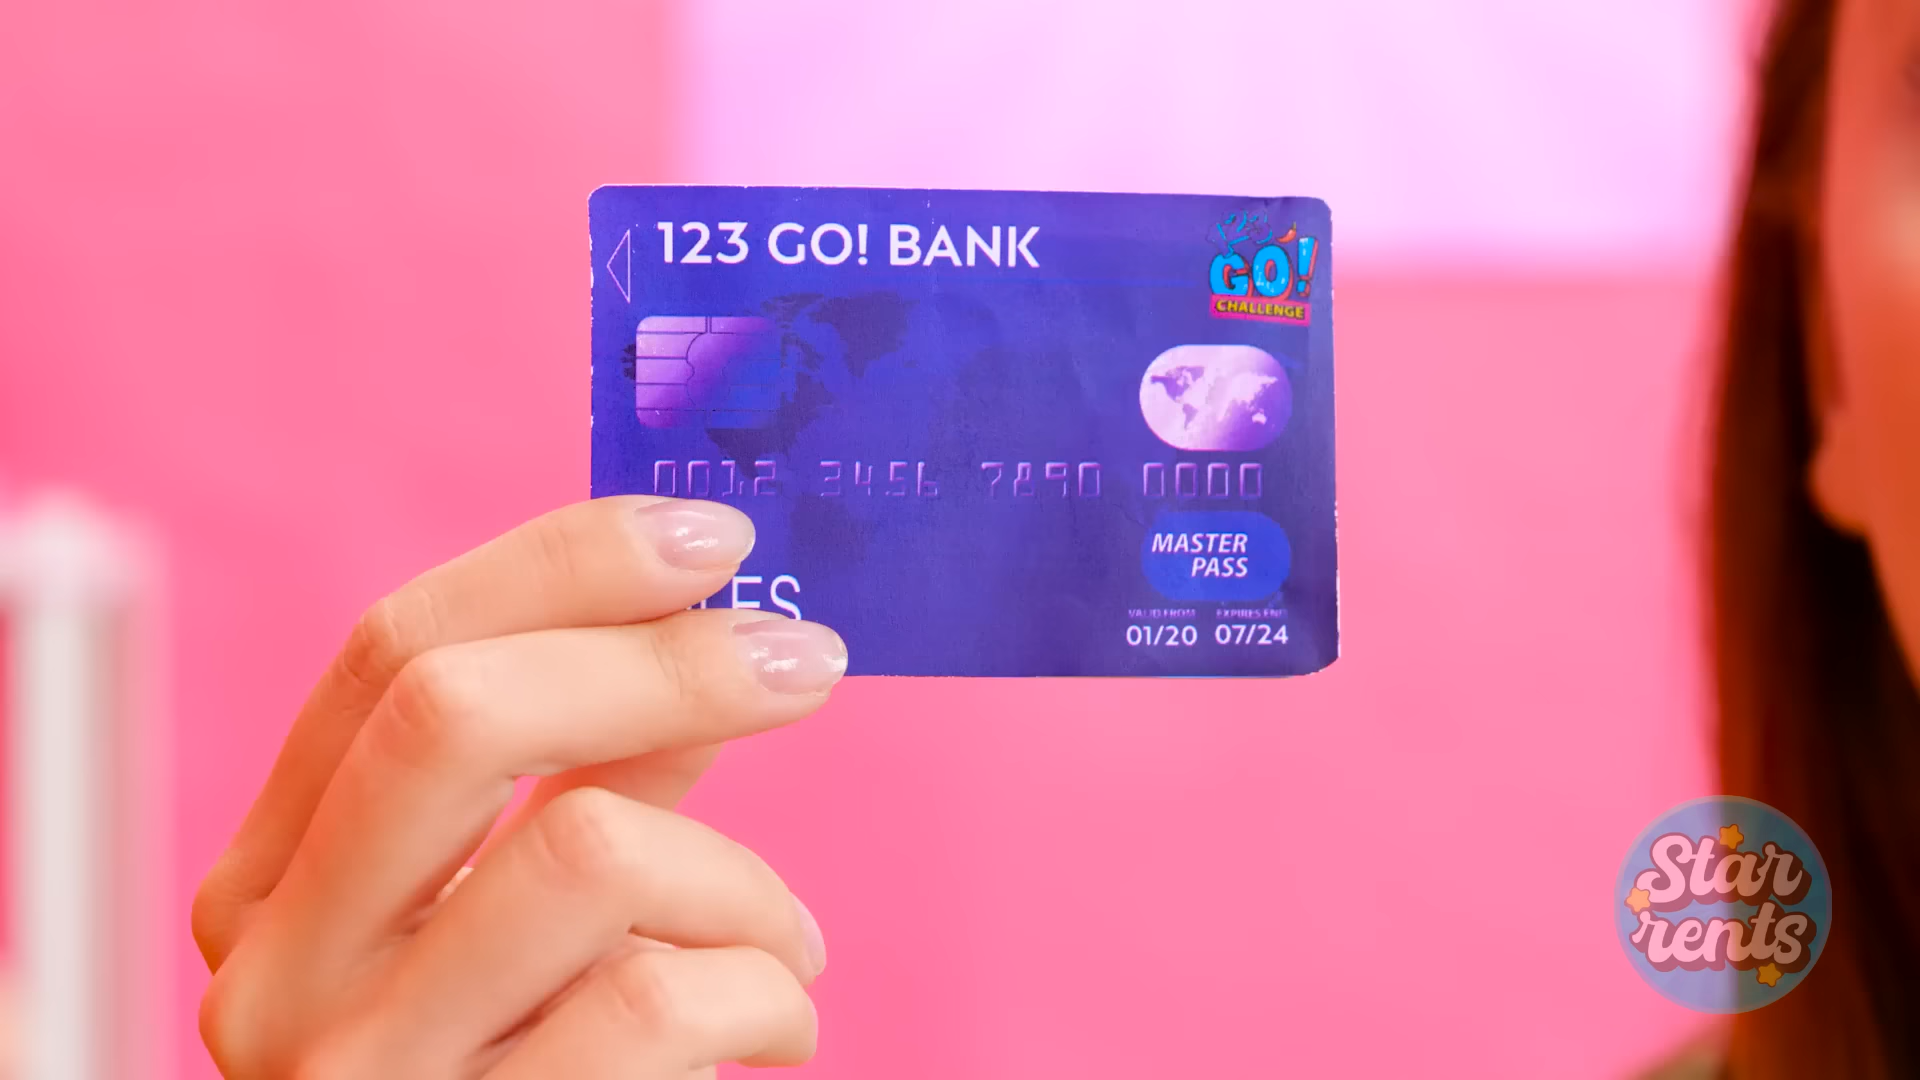 123 GO! BANK
123
GO!
CHALLENGE
0012 3456 7890 0000
MASTER
PASS
VALID FROM EXPIRES END
01/20 07/24
Star
rents